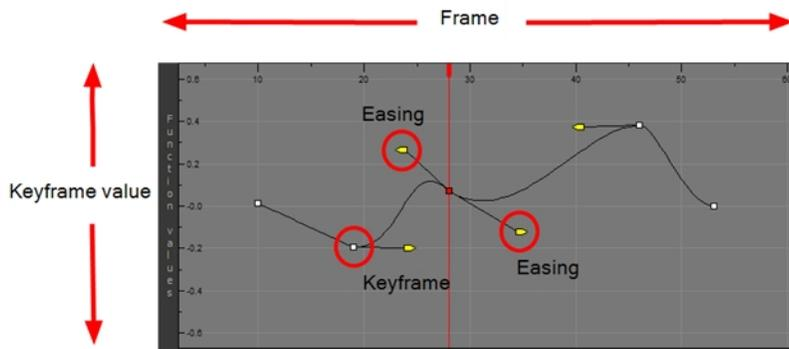 Frame
10 20 30 40 50 60
0.6
Easing
0.4
0.2
Keyframe value
-0.0
-0.2
Easing
Keyframe
-0.4
-0.6
Function values